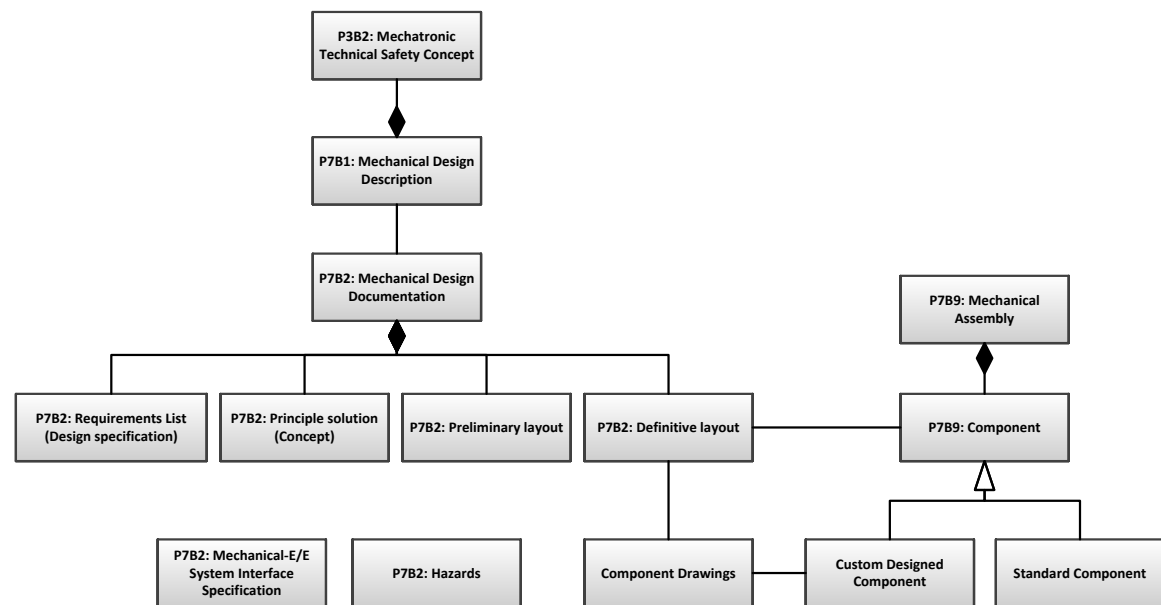 P3B2: Mechatronic
Technical Safety Concept
P7B1: Mechanical Design
Description
P7B2: Mechanical Design
Documentation
P7B9: Mechanical
Assembly
P7B2: Requirements List
(Design specification)
P7B2: Principle solution
(Concept)
P7B2: Preliminary layout
P7B2: Definitive layout
P7B9: Component
P7B2: Mechanical-E/E
System Interface
Specification
P7B2: Hazards
Component Drawings
Custom Designed
Component
Standard Component